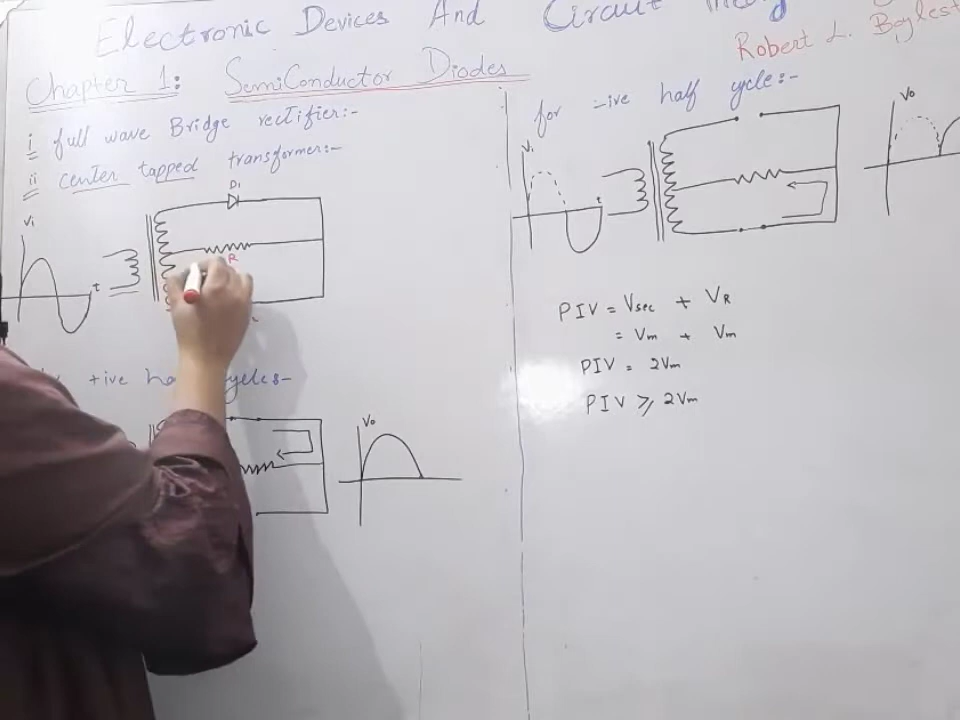 Electronic Devices And Circuit
Robert L. Boylest
Chapter 1: SemiConductor Diodes
i full wave Bridge rectifier:-
ii center tapped transformer:-
D1
Vi
t
R
+ive
Vo
for -ive half cycle:-
Vi
t
Vo
PIV = Vsec + VR
= Vm + Vm
PIV = 2Vm
PIV ⩾ 2Vm